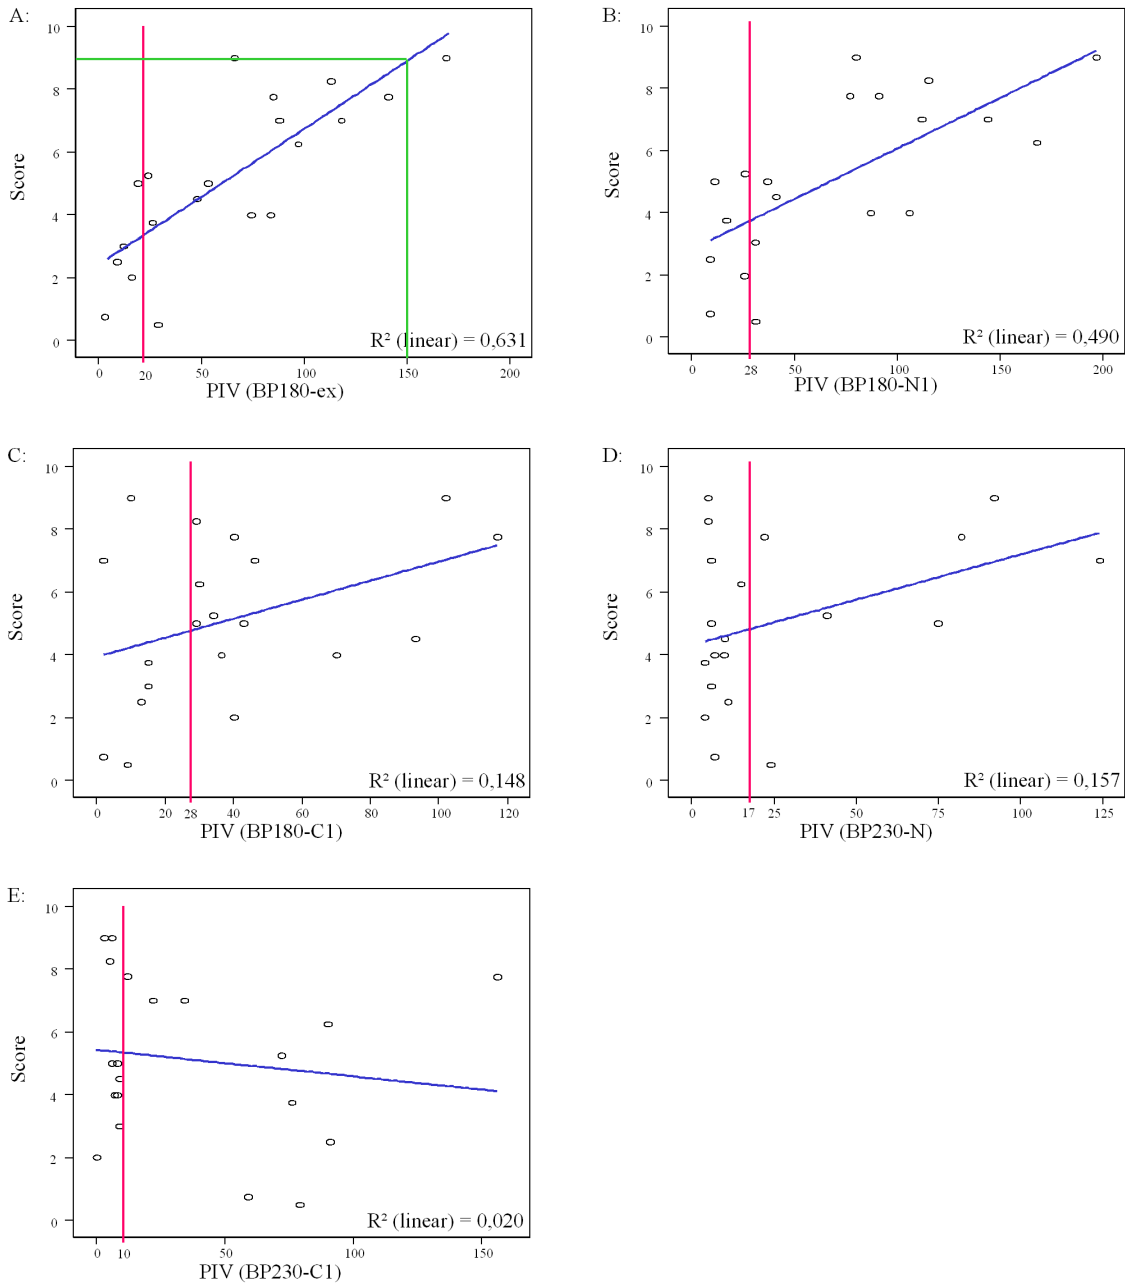 A:
10
8
6
4
2
0
Score
R² (linear) = 0,631
0 20 50 100 150 200
PIV (BP180-ex)
B:
10
8
6
4
2
0
Score
R² (linear) = 0,490
0 28 50 100 150 200
PIV (BP180-N1)
C:
10
8
6
4
2
0
Score
R² (linear) = 0,148
0 20 28 40 60 80 100 120
PIV (BP180-C1)
D:
10
8
6
4
2
0
Score
R² (linear) = 0,157
0 17 25 50 75 100 125
PIV (BP230-N)
E:
10
8
6
4
2
0
Score
R² (linear) = 0,020
0 10 50 100 150
PIV (BP230-C1)